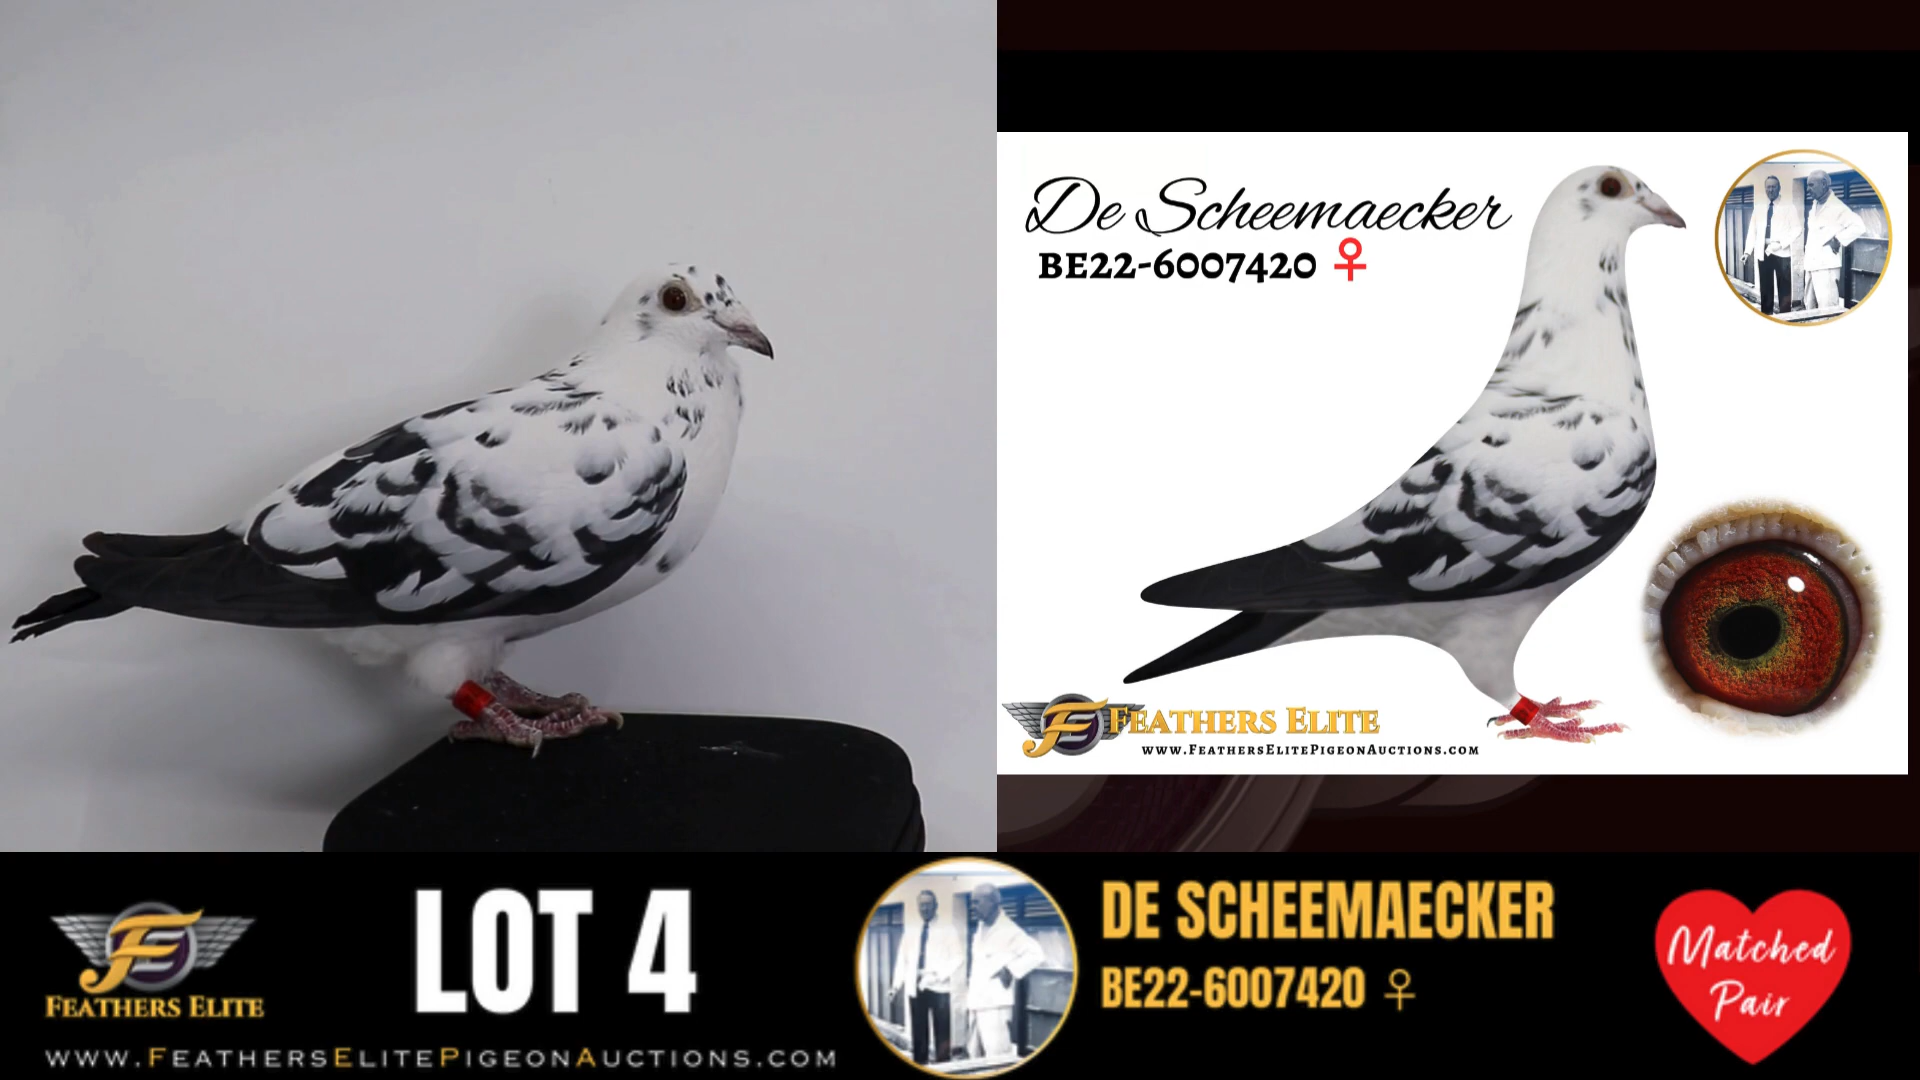 De Scheemaecker
BE22-6007420 ♀
FEATHERS ELITE
WWW.FEATHERSELITEPIGEONAUCTIONS.COM
FEATHERS ELITE
WWW.FEATHERSELITEPIGEONAUCTIONS.COM
LOT 4
DE SCHEEMAECKER
BE22-6007420 ♀
Matched
Pair